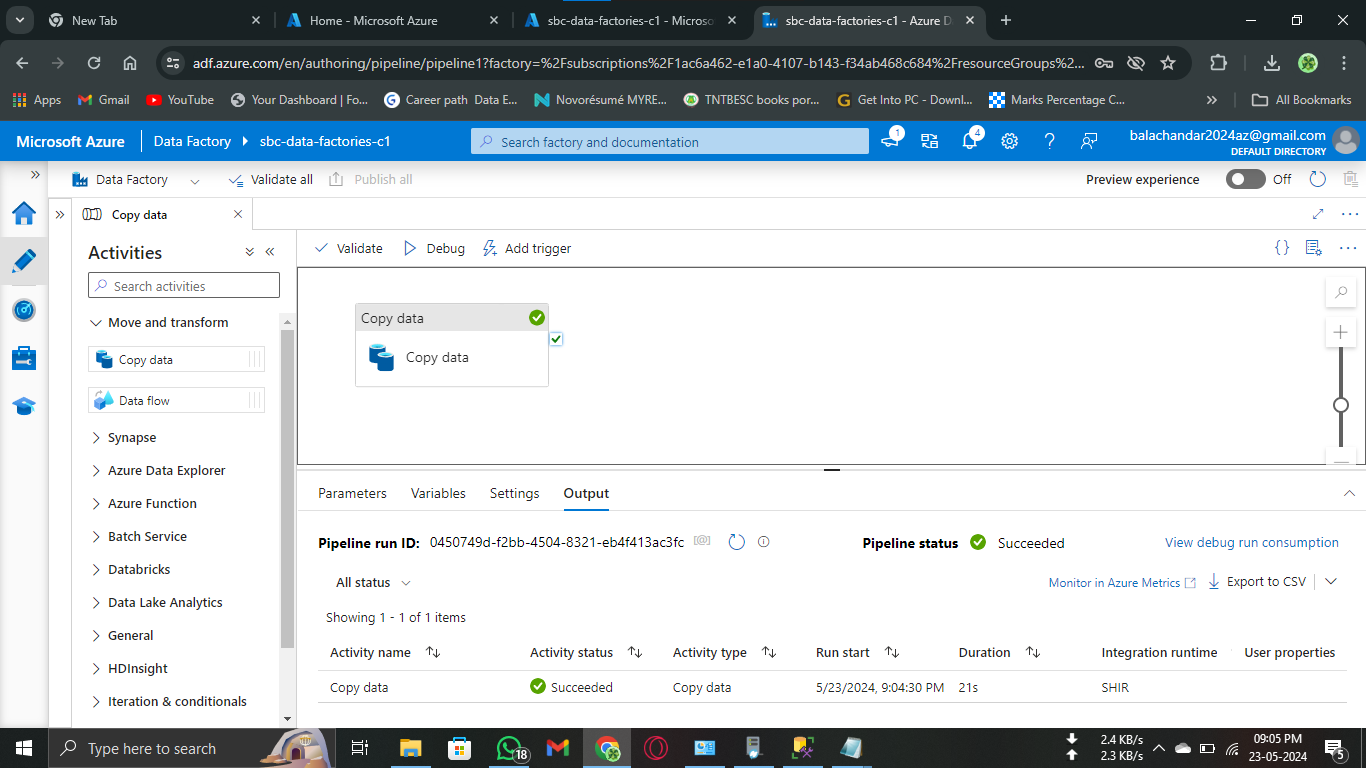 New Tab
Home - Microsoft Azure
sbc-data-factories-c1 - Microso
sbc-data-factories-c1 - Azure D
adf.azure.com/en/authoring/pipeline/pipeline1?factory=%2Fsubscriptions%2F1ac6a462-e1a0-4107-b143-f34ab468c684%2FresourceGroups%2...
Apps
Gmail
YouTube
Your Dashboard | Fo...
Career path Data E...
Novorésumé MYRE...
TNTBESC books por...
Get Into PC - Downl...
Marks Percentage C...
All Bookmarks
Microsoft Azure
Data Factory
sbc-data-factories-c1
Search factory and documentation
1
4
balachandar2024az@gmail.com
DEFAULT DIRECTORY
Data Factory
Validate all
Publish all
Preview experience
Off
Copy data
Activities
Validate
Debug
Add trigger
Search activities
Move and transform
Copy data
Data flow
Synapse
Azure Data Explorer
Azure Function
Batch Service
Databricks
Data Lake Analytics
General
HDInsight
Iteration & conditionals
Copy data
Copy data
Parameters
Variables
Settings
Output
Pipeline run ID: 0450749d-f2bb-4504-8321-eb4f413ac3fc
Pipeline status
Succeeded
View debug run consumption
All status
Monitor in Azure Metrics
Export to CSV
Showing 1 - 1 of 1 items
Activity name
Activity status
Activity type
Run start
Duration
Integration runtime
User properties
Copy data
Succeeded
Copy data
5/23/2024, 9:04:30 PM
21s
SHIR
Type here to search
18
2.4 KB/s
2.3 KB/s
09:05 PM
23-05-2024
5